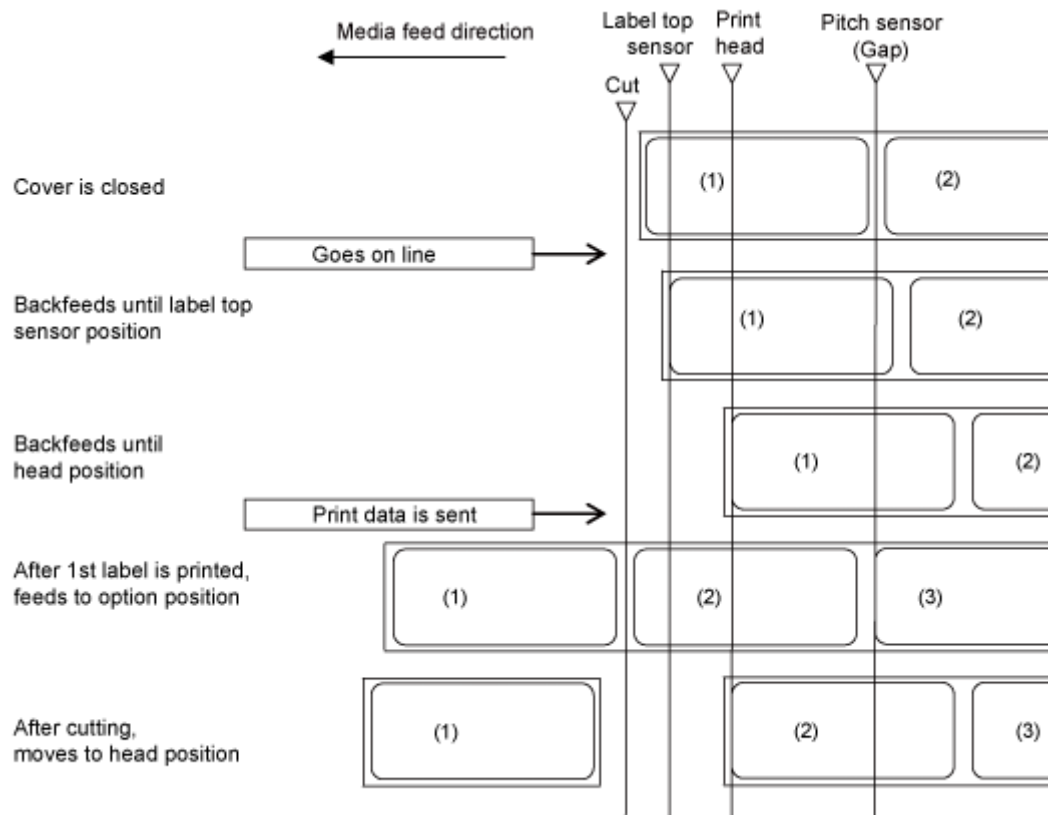 Media feed direction
Label top
sensor
Print
head
Pitch sensor
(Gap)
Cut
Cover is closed
(1)
(2)
Goes on line
Backfeeds until label top
sensor position
(1)
(2)
Backfeeds until
head position
(1)
(2)
Print data is sent
After 1st label is printed,
feeds to option position
(1)
(2)
(3)
After cutting,
moves to head position
(1)
(2)
(3)